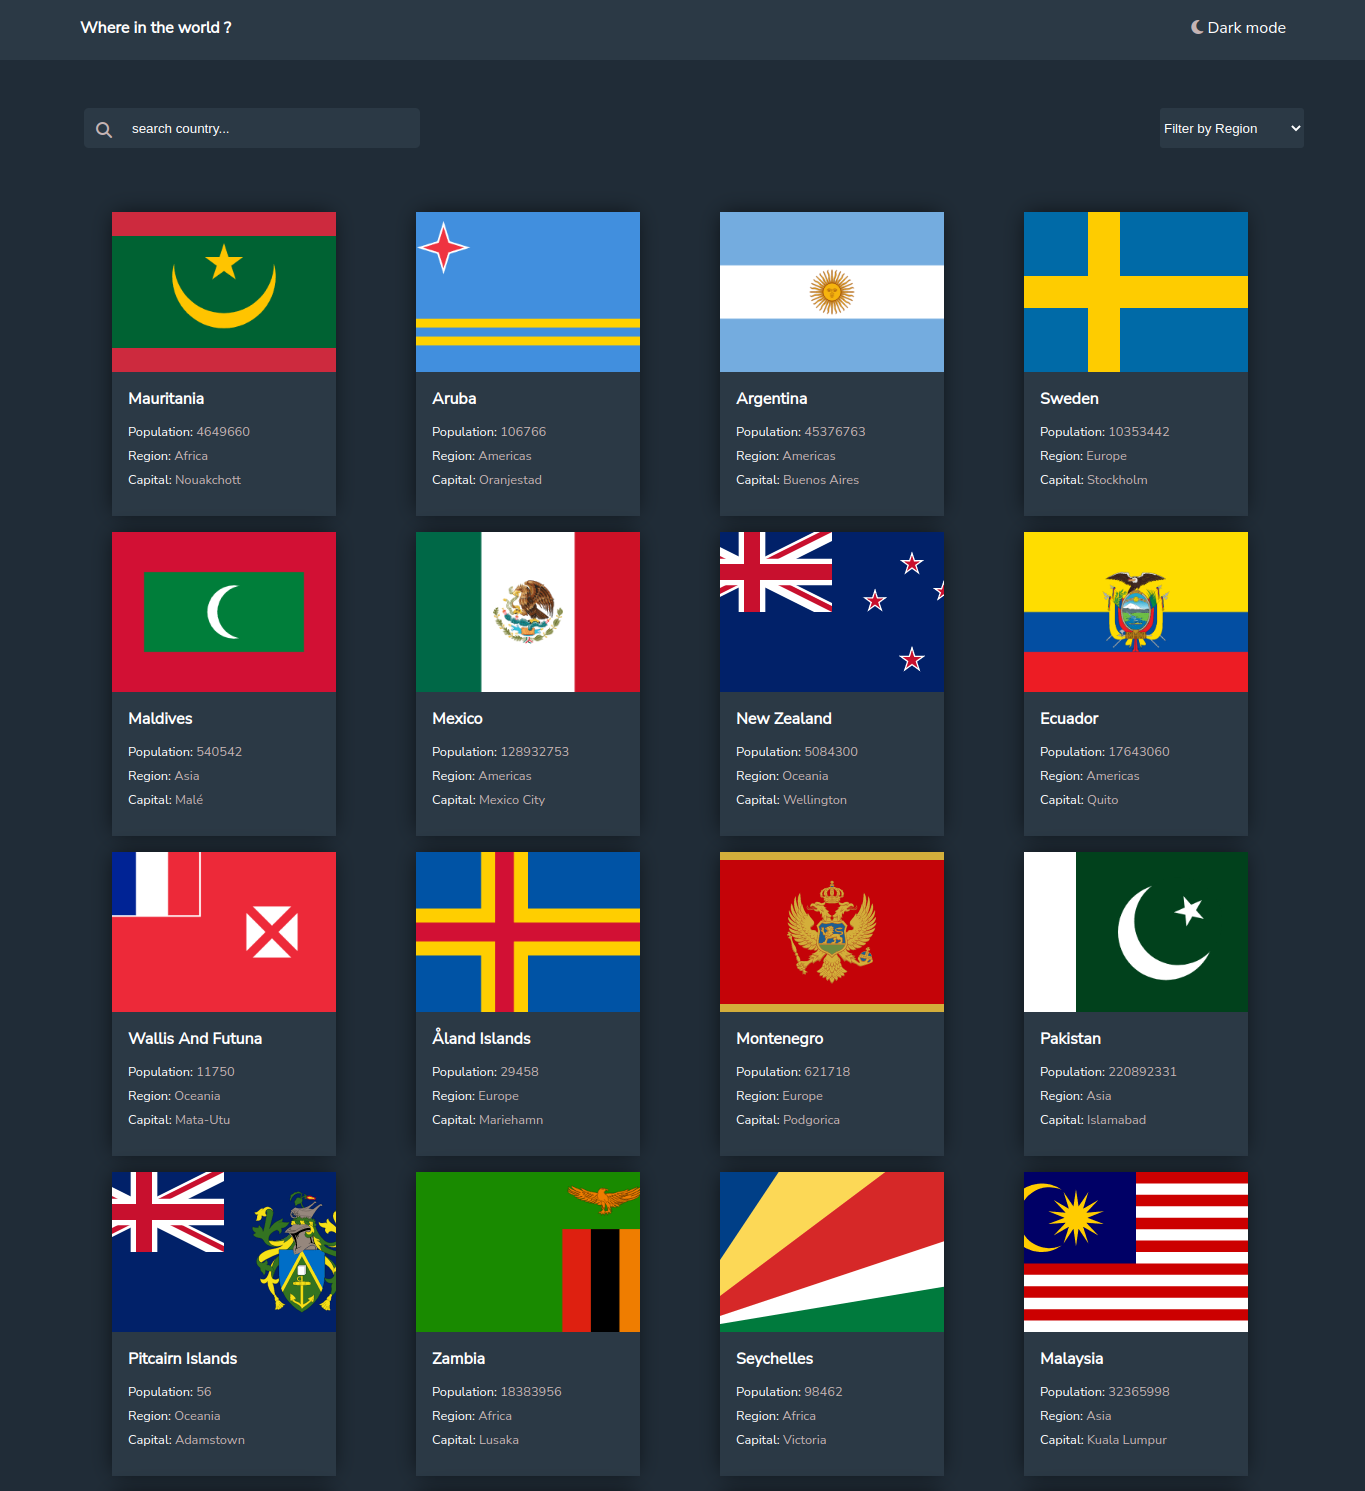 Where in the world ?
Dark mode
search country...
Filter by Region
Mauritania
Population: 4649660
Region: Africa
Capital: Nouakchott
Aruba
Population: 106766
Region: Americas
Capital: Oranjestad
Argentina
Population: 45376763
Region: Americas
Capital: Buenos Aires
Sweden
Population: 10353442
Region: Europe
Capital: Stockholm
Maldives
Population: 540542
Region: Asia
Capital: Malé
Mexico
Population: 128932753
Region: Americas
Capital: Mexico City
New Zealand
Population: 5084300
Region: Oceania
Capital: Wellington
Ecuador
Population: 17643060
Region: Americas
Capital: Quito
Wallis And Futuna
Population: 11750
Region: Oceania
Capital: Mata-Utu
Åland Islands
Population: 29458
Region: Europe
Capital: Mariehamn
Montenegro
Population: 621718
Region: Europe
Capital: Podgorica
Pakistan
Population: 220892331
Region: Asia
Capital: Islamabad
Pitcairn Islands
Population: 56
Region: Oceania
Capital: Adamstown
Zambia
Population: 18383956
Region: Africa
Capital: Lusaka
Seychelles
Population: 98462
Region: Africa
Capital: Victoria
Malaysia
Population: 32365998
Region: Asia
Capital: Kuala Lumpur